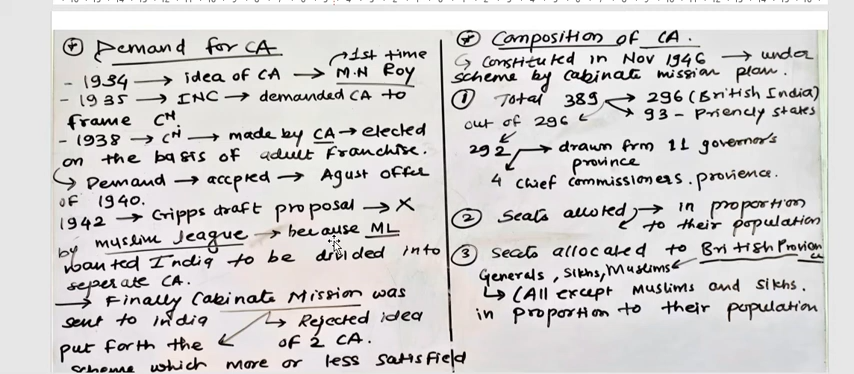 Demand for CA
1st time
- 1934 → idea of CA → M.N Roy
- 1935 → INC → demanded CA to
frame CN.
- 1938 → CN → made by CA → elected
on the basis of adult Franchise.
↳ Demand → accpted → Agust offer
of 1940.
1942 → Cripps draft proposal → X
by muslim league → because ML
wanted India to be divided into
seperate CA.
→ Finally Cabinate Mission was
sent to India ↳ Rejected idea
put forth the of 2 CA.
scheme which more or less satisfield
Composition of CA.
↳ Constituted in Nov 1946 → under
scheme by cabinate mission plan.
① Total 389 → 296 (British India)
out of 296 93 - Priencly states
292 → drawn frm 11 governor's
province
4 chief commissioners. provience.
② Seats alloted → in proportion
to their population
③ Seats allocated to British Provion
Generals, Sikhs, Muslims
↳ (All except Muslims and sikhs.
in proportion to their population